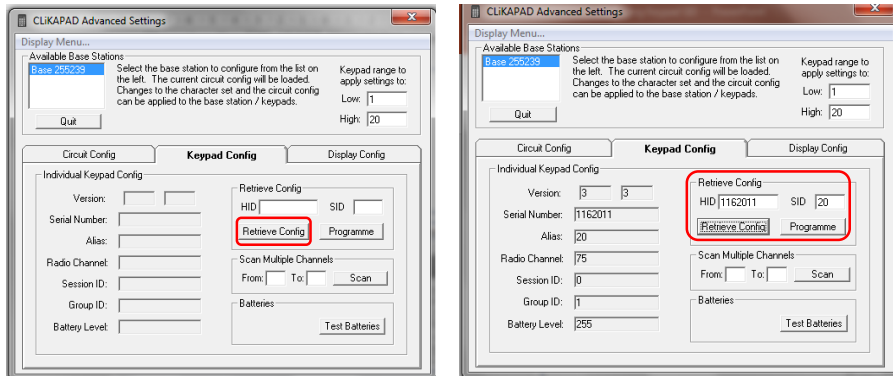 CLiKAPAD Advanced Settings
Display Menu...
Available Base Stations
Base 255239
Select the base station to configure from the list on
the left. The current circuit config will be loaded.
Changes to the character set and the circuit config
can be applied to the base station / keypads.
Keypad range to
apply settings to:
Low: 1
High: 20
Quit
Circuit Config
Keypad Config
Display Config
Individual Keypad Config
Version:
Serial Number:
Alias:
Radio Channel:
Session ID:
Group ID:
Battery Level:
Retrieve Config
HID
SID
Retrieve Config
Programme
Scan Multiple Channels
From: To: Scan
Batteries
Test Batteries
CLiKAPAD Advanced Settings
Display Menu...
Available Base Stations
Base 255239
Select the base station to configure from the list on
the left. The current circuit config will be loaded.
Changes to the character set and the circuit config
can be applied to the base station / keypads.
Keypad range to
apply settings to:
Low: 1
High: 20
Quit
Circuit Config
Keypad Config
Display Config
Individual Keypad Config
Version: 3 3
Serial Number: 1162011
Alias: 20
Radio Channel: 75
Session ID: 0
Group ID: 1
Battery Level: 255
Retrieve Config
HID 1162011 SID 20
Retrieve Config
Programme
Scan Multiple Channels
From: To: Scan
Batteries
Test Batteries